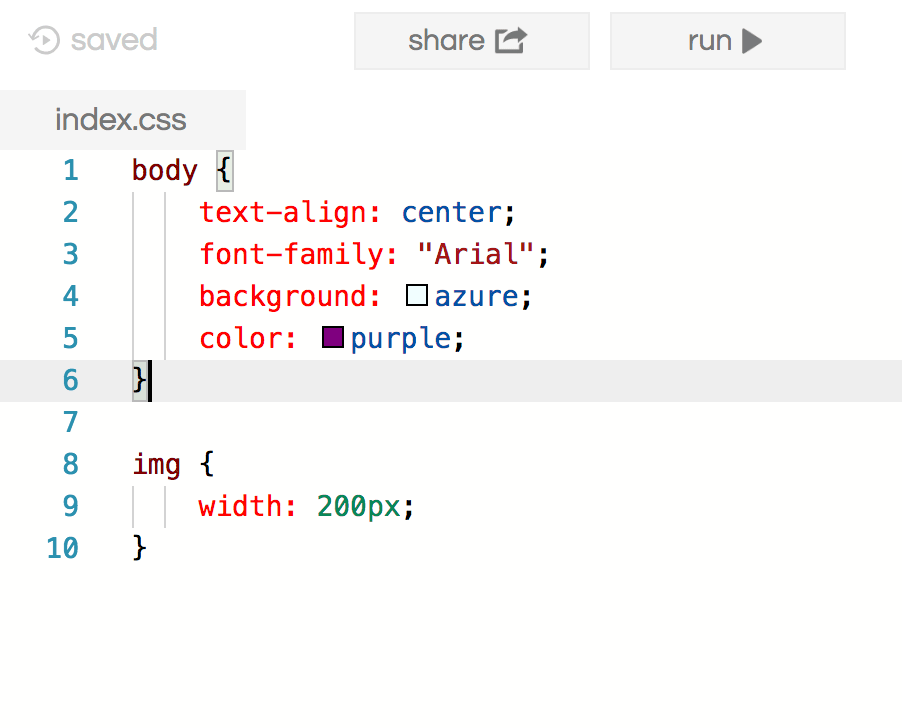 saved share run
index.css
1 body {
2 text-align: center;
3 font-family: "Arial";
4 background: azure;
5 color: purple;
6 }
7
8 img {
9 width: 200px;
10 }